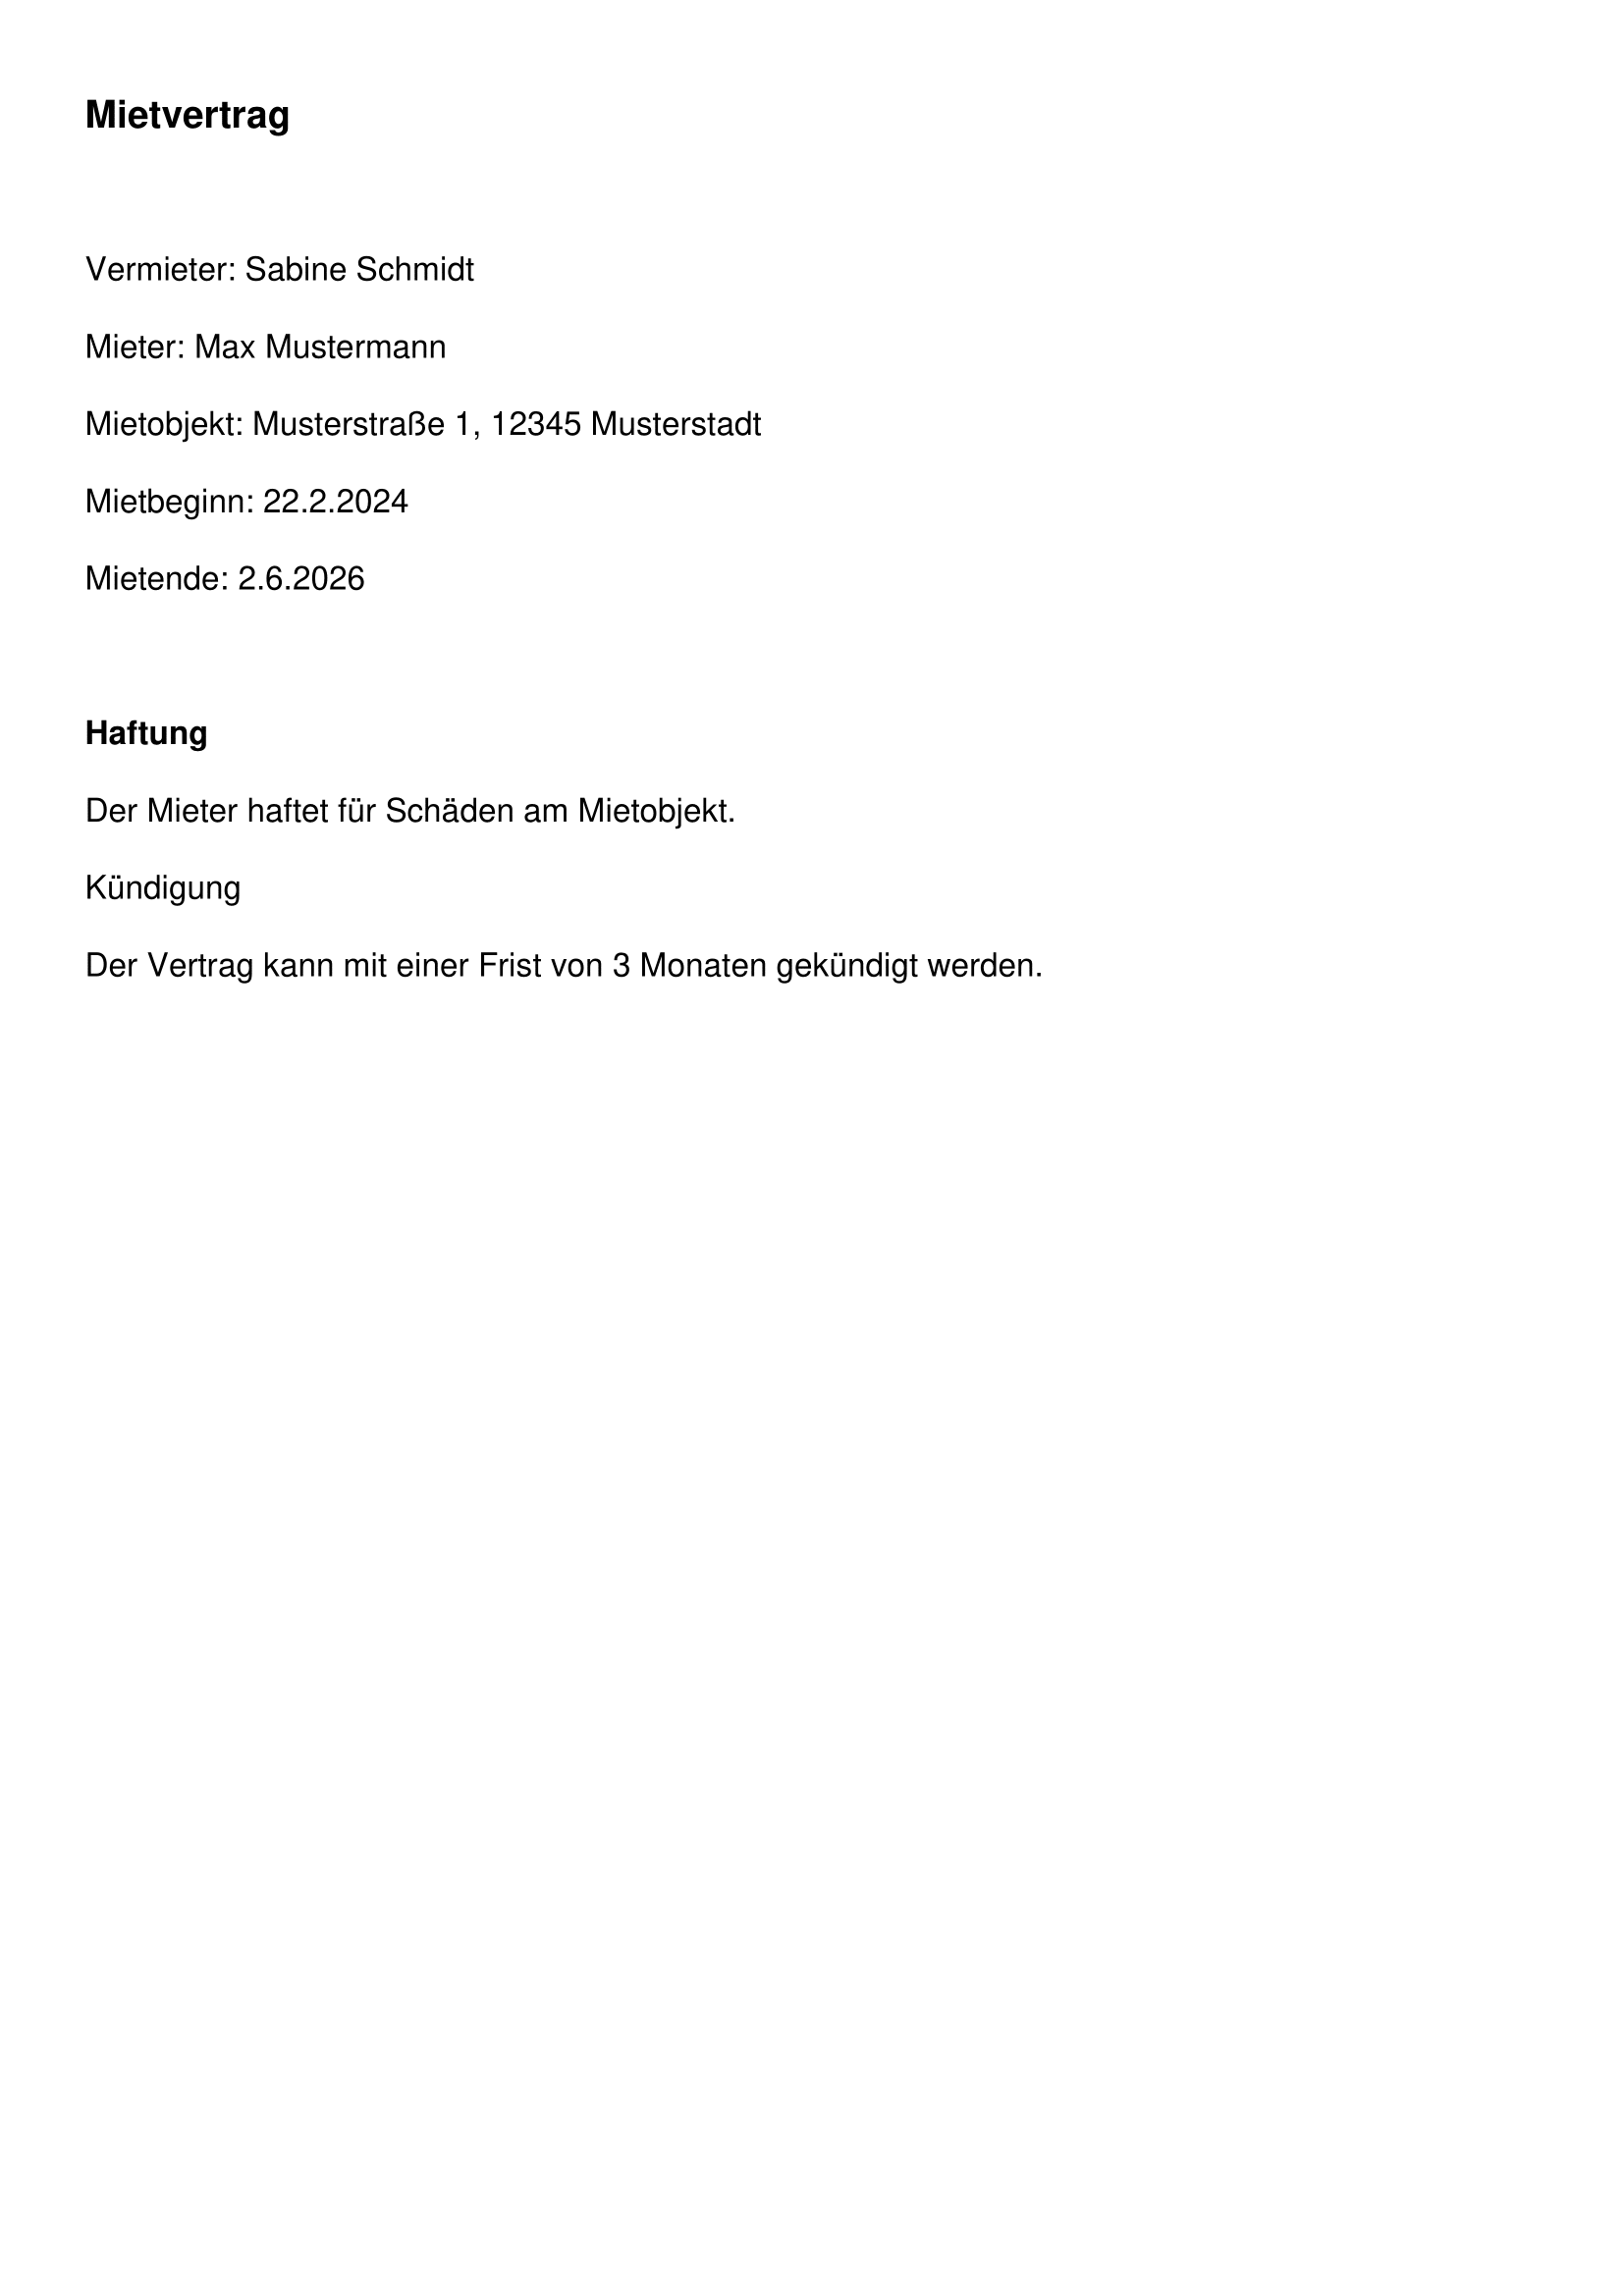 Mietvertrag
Vermieter: Sabine Schmidt
Mieter: Max Mustermann
Mietobjekt: Musterstraße 1, 12345 Musterstadt
Mietbeginn: 22.2.2024
Mietende: 2.6.2026
Haftung
Der Mieter haftet für Schäden am Mietobjekt.
Kündigung
Der Vertrag kann mit einer Frist von 3 Monaten gekündigt werden.